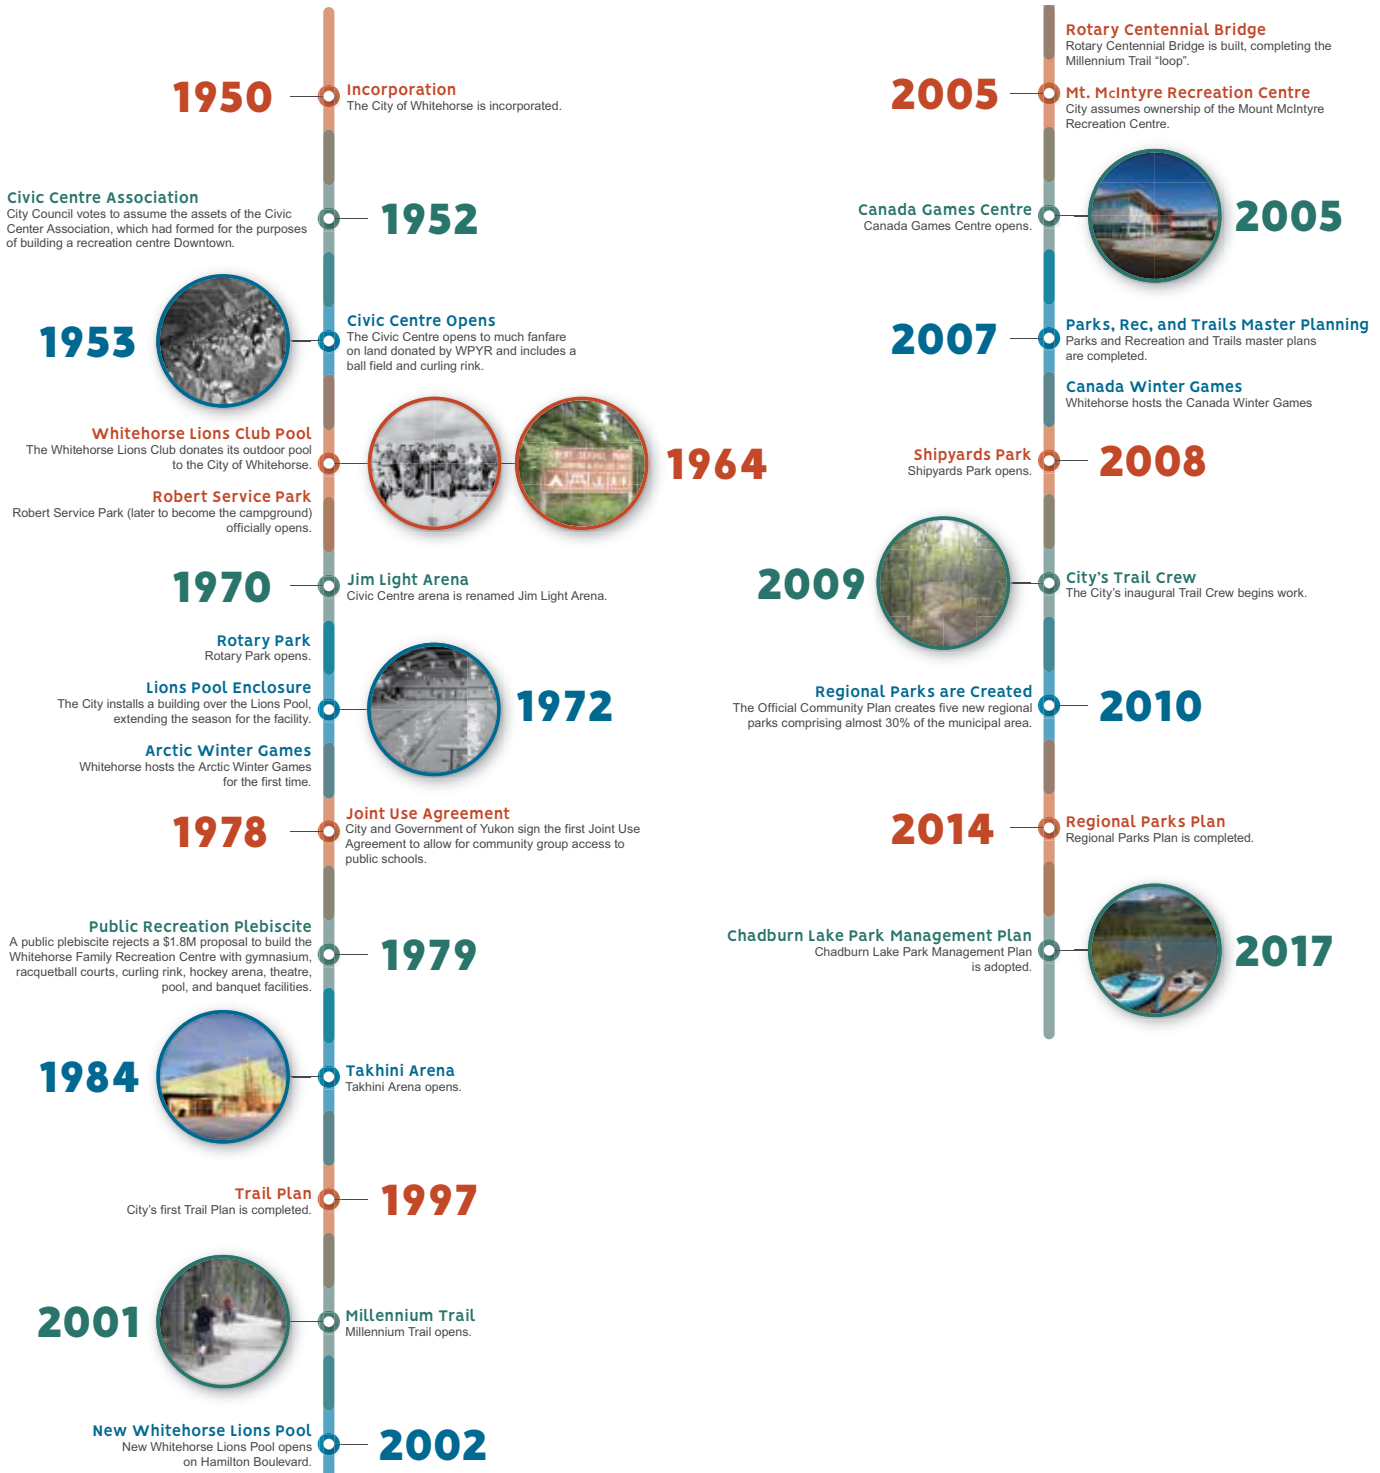 1950
Incorporation
The City of Whitehorse is incorporated.
Civic Centre Association
City Council votes to assume the assets of the Civic
Center Association, which had formed for the purposes
of building a recreation centre Downtown.
1952
1953
Civic Centre Opens
The Civic Centre opens to much fanfare
on land donated by WPYR and includes a
ball field and curling rink.
Whitehorse Lions Club Pool
The Whitehorse Lions Club donates its outdoor pool
to the City of Whitehorse.
Robert Service Park
Robert Service Park (later to become the campground)
officially opens.
1964
1970
Jim Light Arena
Civic Centre arena is renamed Jim Light Arena.
Rotary Park
Rotary Park opens.
Lions Pool Enclosure
The City installs a building over the Lions Pool,
extending the season for the facility.
Arctic Winter Games
Whitehorse hosts the Arctic Winter Games
for the first time.
1972
1978
Joint Use Agreement
City and Government of Yukon sign the first Joint Use
Agreement to allow for community group access to
public schools.
Public Recreation Plebiscite
A public plebiscite rejects a $1.8M proposal to build the
Whitehorse Family Recreation Centre with gymnasium,
racquetball courts, curling rink, hockey arena, theatre,
pool, and banquet facilities.
1979
1984
Takhini Arena
Takhini Arena opens.
Trail Plan
City's first Trail Plan is completed.
1997
2001
Millennium Trail
Millennium Trail opens.
New Whitehorse Lions Pool
New Whitehorse Lions Pool opens
on Hamilton Boulevard.
2002
Rotary Centennial Bridge
Rotary Centennial Bridge is built, completing the
Millennium Trail “loop”.
2005
Mt. McIntyre Recreation Centre
City assumes ownership of the Mount McIntyre
Recreation Centre.
Canada Games Centre
Canada Games Centre opens.
2005
2007
Parks, Rec, and Trails Master Planning
Parks and Recreation and Trails master plans
are completed.
Canada Winter Games
Whitehorse hosts the Canada Winter Games
Shipyards Park
Shipyards Park opens.
2008
2009
City's Trail Crew
The City's inaugural Trail Crew begins work.
Regional Parks are Created
The Official Community Plan creates five new regional
parks comprising almost 30% of the municipal area.
2010
2014
Regional Parks Plan
Regional Parks Plan is completed.
Chadburn Lake Park Management Plan
Chadburn Lake Park Management Plan
is adopted.
2017